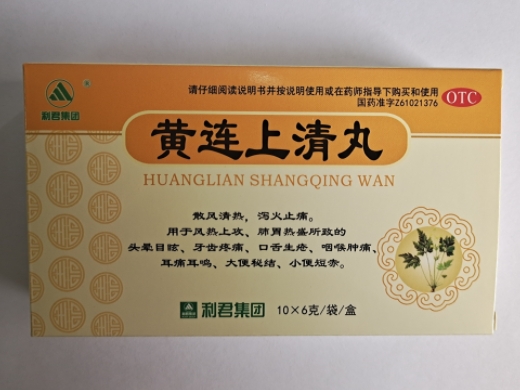 利君集团
®
请仔细阅读说明书并按说明使用或在药师指导下购买和使用
国药准字Z61021376
OTC
黄连上清丸
HUANGLIAN SHANGQING WAN
散风清热，泻火止痛。
用于风热上攻、肺胃热盛所致的
头晕目眩、牙齿疼痛、口舌生疮、咽喉肿痛、
耳痛耳鸣、大便秘结、小便短赤。
利君集团 10×6克/袋/盒